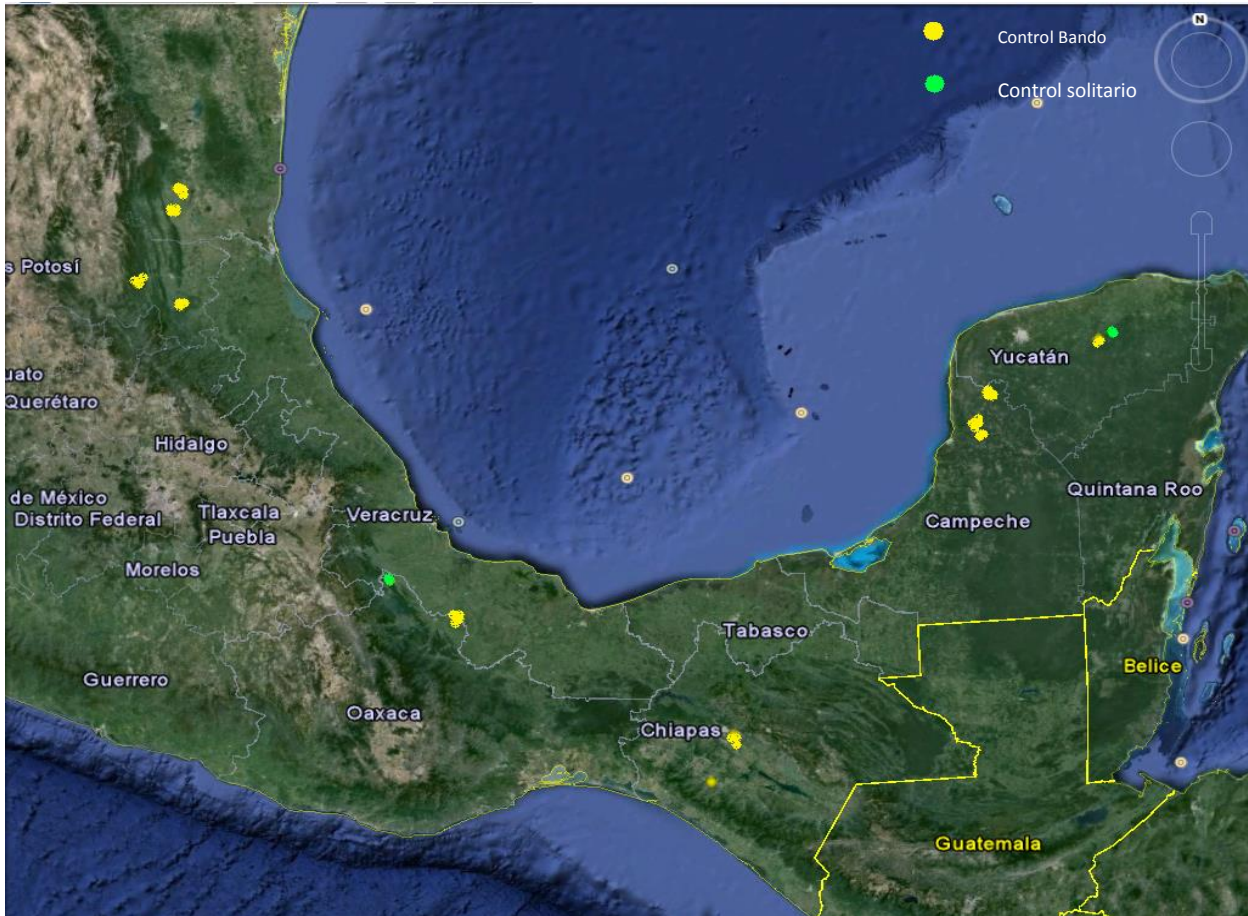 N
Control Bando
Control solitario
s Potosí
uato
Querétaro
Hidalgo
de México
Distrito Federal
Tlaxcala
Puebla
Morelos
Veracruz
Guerrero
Oaxaca
Chiapas
Tabasco
Campeche
Yucatán
Quintana Roo
Belice
Guatemala